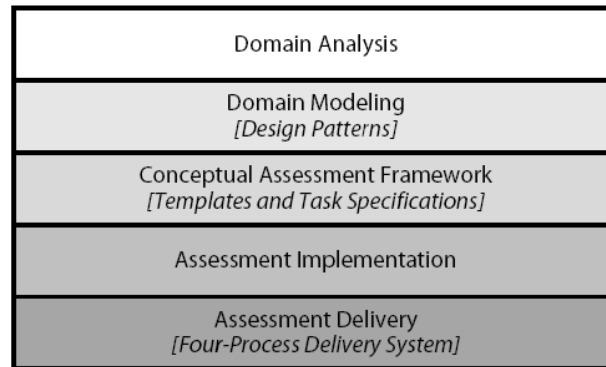 Domain Analysis
Domain Modeling
[Design Patterns]
Conceptual Assessment Framework
[Templates and Task Specifications]
Assessment Implementation
Assessment Delivery
[Four-Process Delivery System]